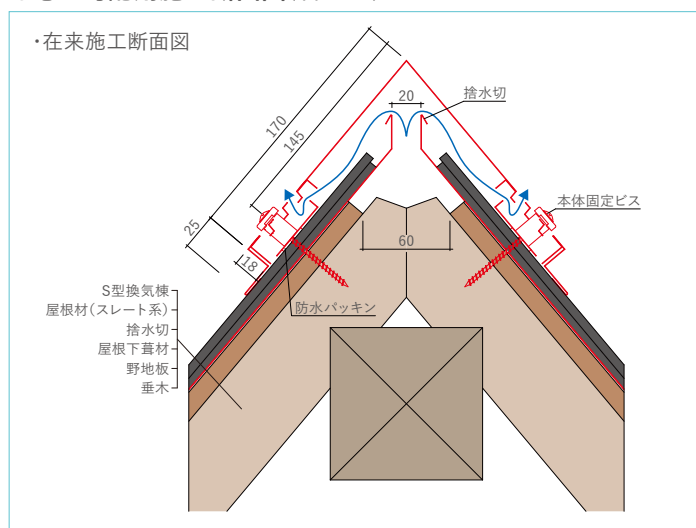 ・在来施工断面図
170
145
25
18
20
捨水切
本体固定ビス
60
防水パッキン
S型換気棟
屋根材(スレート系)
捨水切
屋根下葺材
野地板
垂木